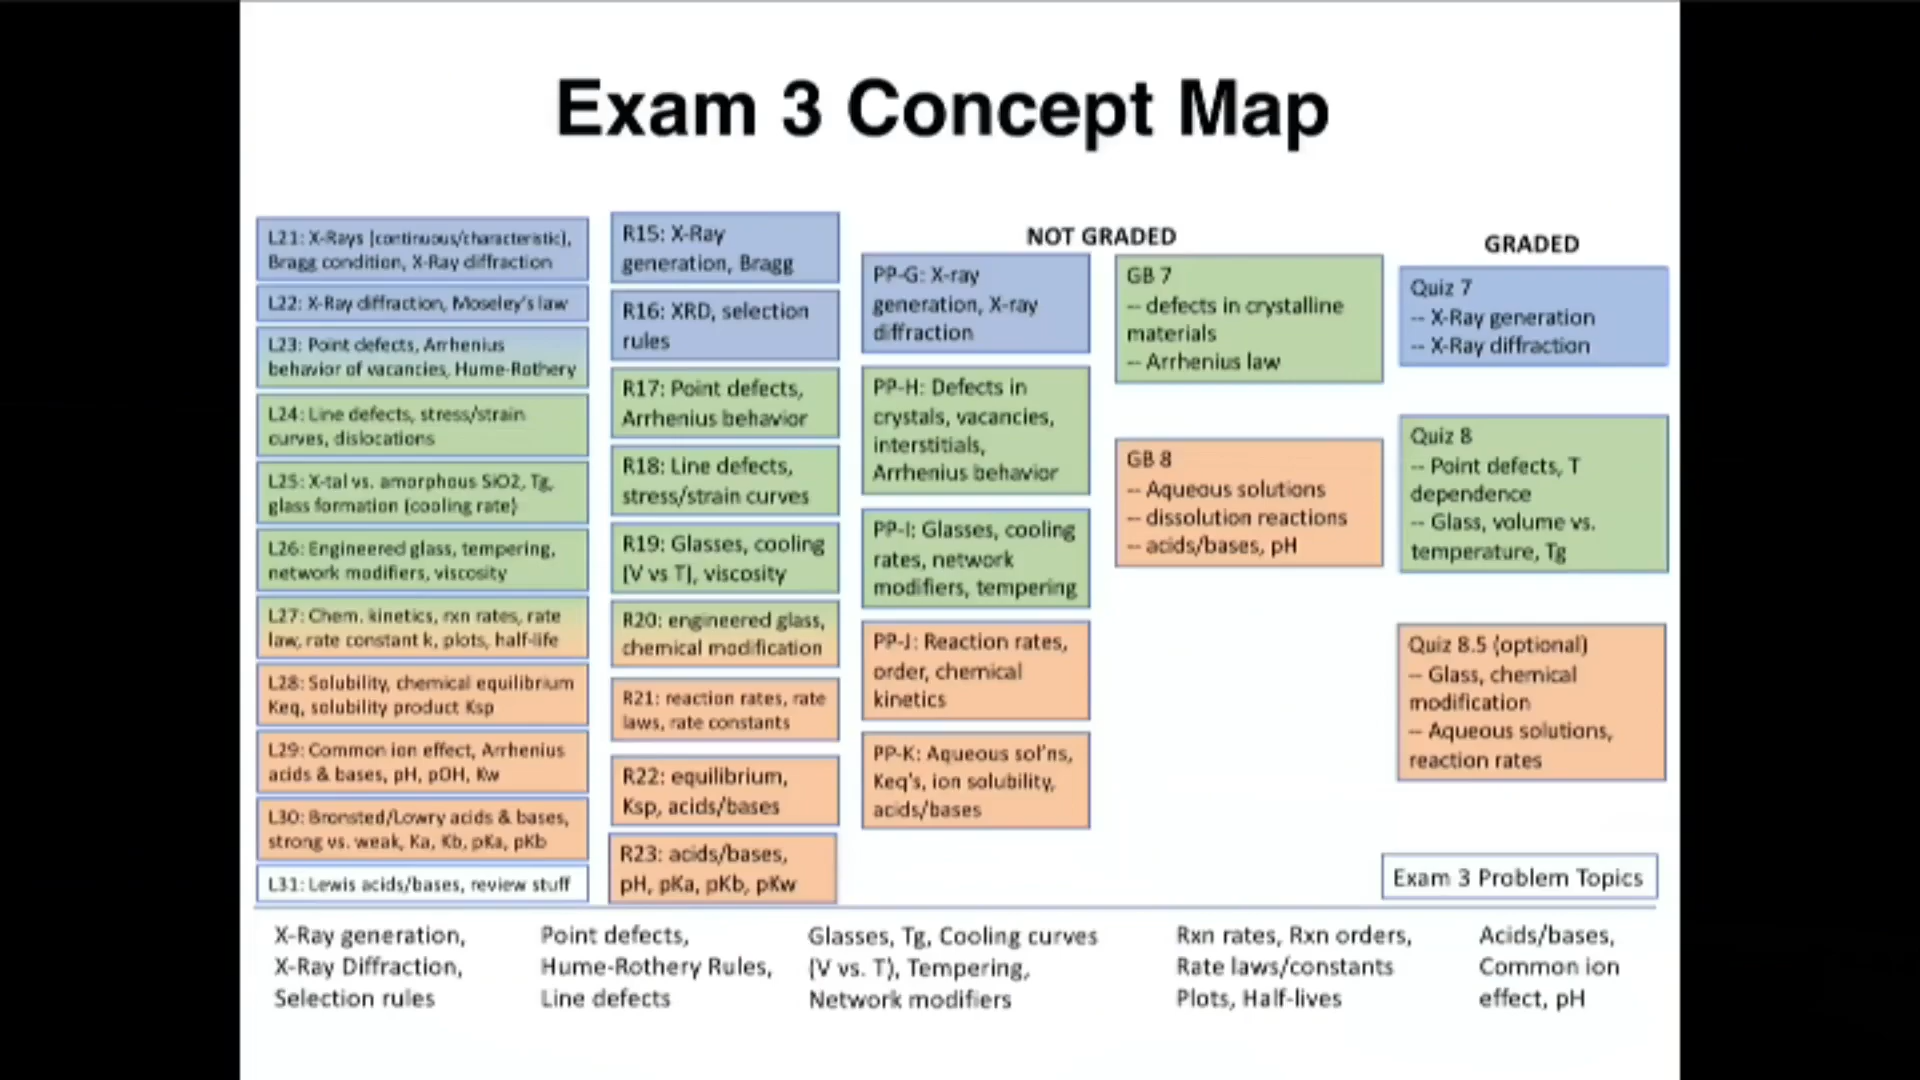 Exam 3 Concept Map
L21: X-Rays (continuous/characteristic),
Bragg condition, X-Ray diffraction
L22: X-Ray diffraction, Moseley's law
L23: Point defects, Arrhenius
behavior of vacancies, Hume-Rothery
L24: Line defects, stress/strain
curves, dislocations
L25: X-tal vs. amorphous SiO2, Tg,
glass formation (cooling rate)
L26: Engineered glass, tempering,
network modifiers, viscosity
L27: Chem. kinetics, rxn rates, rate
law, rate constant k, plots, half-life
L28: Solubility, chemical equilibrium
Keq, solubility product Ksp
L29: Common ion effect, Arrhenius
acids & bases, pH, pOH, Kw
L30: Bronsted/Lowry acids & bases,
strong vs. weak, Ka, Kb, pKa, pKb
L31: Lewis acids/bases, review stuff
R15: X-Ray
generation, Bragg
R16: XRD, selection
rules
R17: Point defects,
Arrhenius behavior
R18: Line defects,
stress/strain curves
R19: Glasses, cooling
(V vs T), viscosity
R20: engineered glass,
chemical modification
R21: reaction rates, rate
laws, rate constants
R22: equilibrium,
Ksp, acids/bases
R23: acids/bases,
pH, pKa, pKb, pKw
NOT GRADED
PP-G: X-ray
generation, X-ray
diffraction
PP-H: Defects in
crystals, vacancies,
interstitials,
Arrhenius behavior
PP-I: Glasses, cooling
rates, network
modifiers, tempering
PP-J: Reaction rates,
order, chemical
kinetics
PP-K: Aqueous sol'ns,
Keq's, ion solubility,
acids/bases
GB 7
-- defects in crystalline
materials
-- Arrhenius law
GB 8
-- Aqueous solutions
-- dissolution reactions
-- acids/bases, pH
GRADED
Quiz 7
-- X-Ray generation
-- X-Ray diffraction
Quiz 8
-- Point defects, T
dependence
-- Glass, volume vs.
temperature, Tg
Quiz 8.5 (optional)
-- Glass, chemical
modification
-- Aqueous solutions,
reaction rates
Exam 3 Problem Topics
X-Ray generation,
X-Ray Diffraction,
Selection rules
Point defects,
Hume-Rothery Rules,
Line defects
Glasses, Tg, Cooling curves
(V vs. T), Tempering,
Network modifiers
Rxn rates, Rxn orders,
Rate laws/constants
Plots, Half-lives
Acids/bases,
Common ion
effect, pH